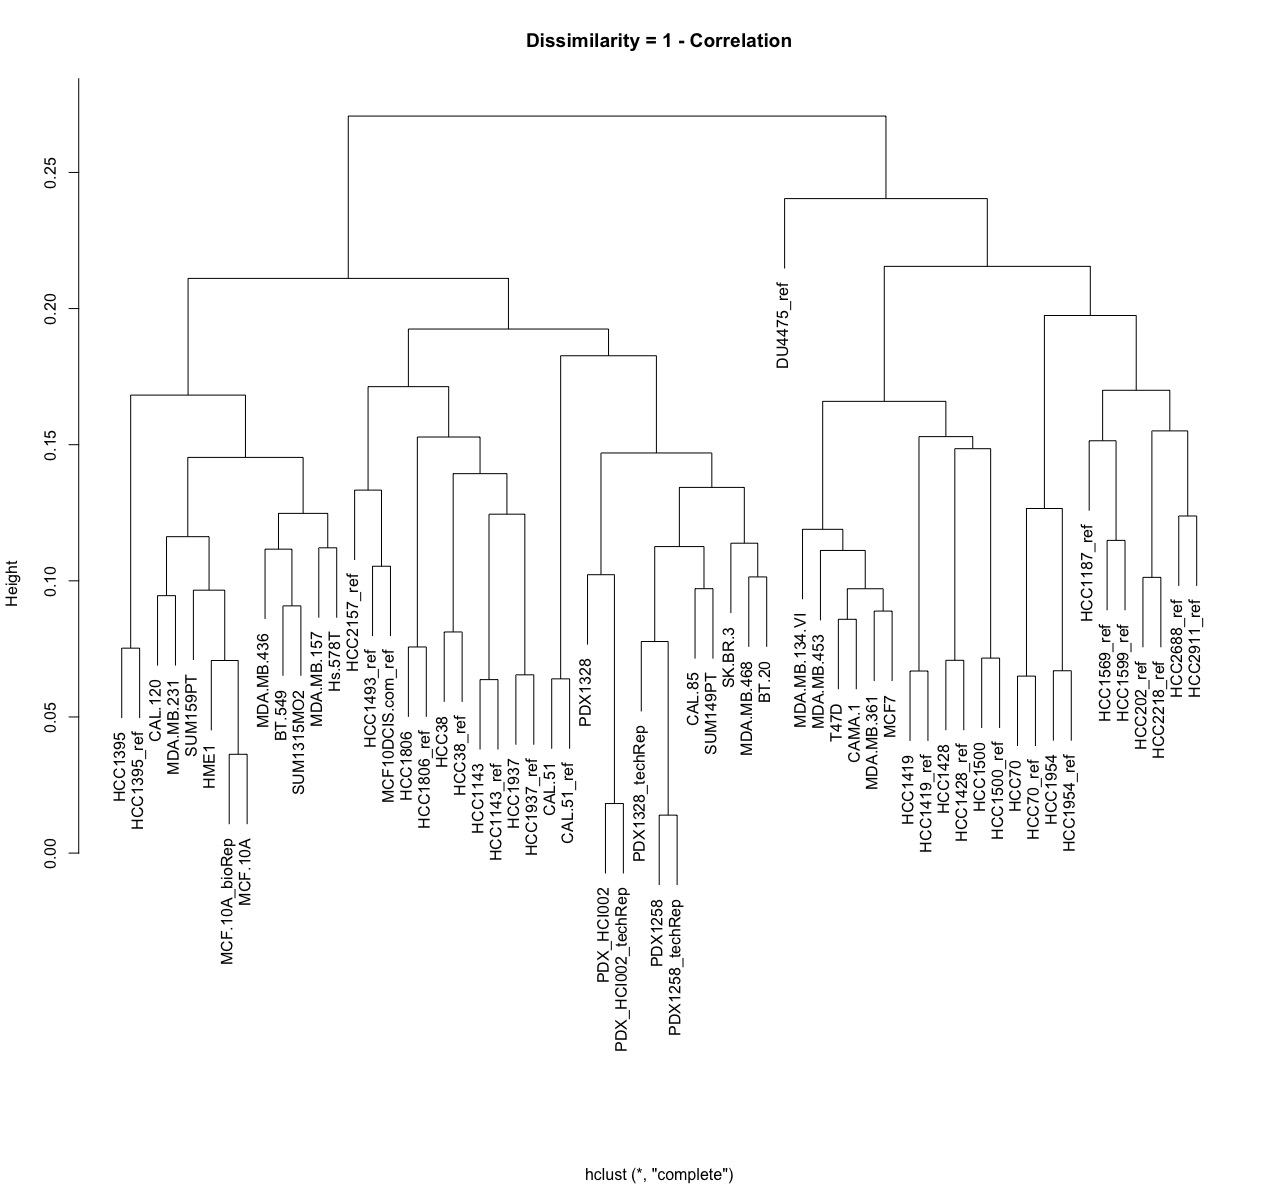 Dissimilarity = 1 - Correlation
Height
0.25
0.20
0.15
0.10
0.05
0.00
HCC1395
HCC1395_ref
CAL.120
MDA.MB.231
SUM159PT
HME1
MCF.10A_bioRep
MCF.10A
MDA.MB.436
BT.549
SUM1315MO2
MDA.MB.157
Hs.578T
HCC2157_ref
HCC1493_ref
MCF10DCIS.com_ref
HCC1806
HCC1806_ref
HCC38
HCC38_ref
HCC1143
HCC1143_ref
HCC1937
HCC1937_ref
CAL.51
CAL.51_ref
PDX1328
PDX_HCI002
PDX_HCI002_techRep
PDX1328_techRep
PDX1258
PDX1258_techRep
CAL.85
SUM149PT
SK.BR.3
MDA.MB.468
BT.20
DU4475_ref
MDA.MB.134.VI
MDA.MB.453
T47D
CAMA.1
MDA.MB.361
MCF7
HCC1419
HCC1419_ref
HCC1428
HCC1428_ref
HCC1500
HCC1500_ref
HCC70
HCC70_ref
HCC1954
HCC1954_ref
HCC1187_ref
HCC1569_ref
HCC1599_ref
HCC202_ref
HCC2218_ref
HCC2688_ref
HCC2911_ref
hclust (*, "complete")